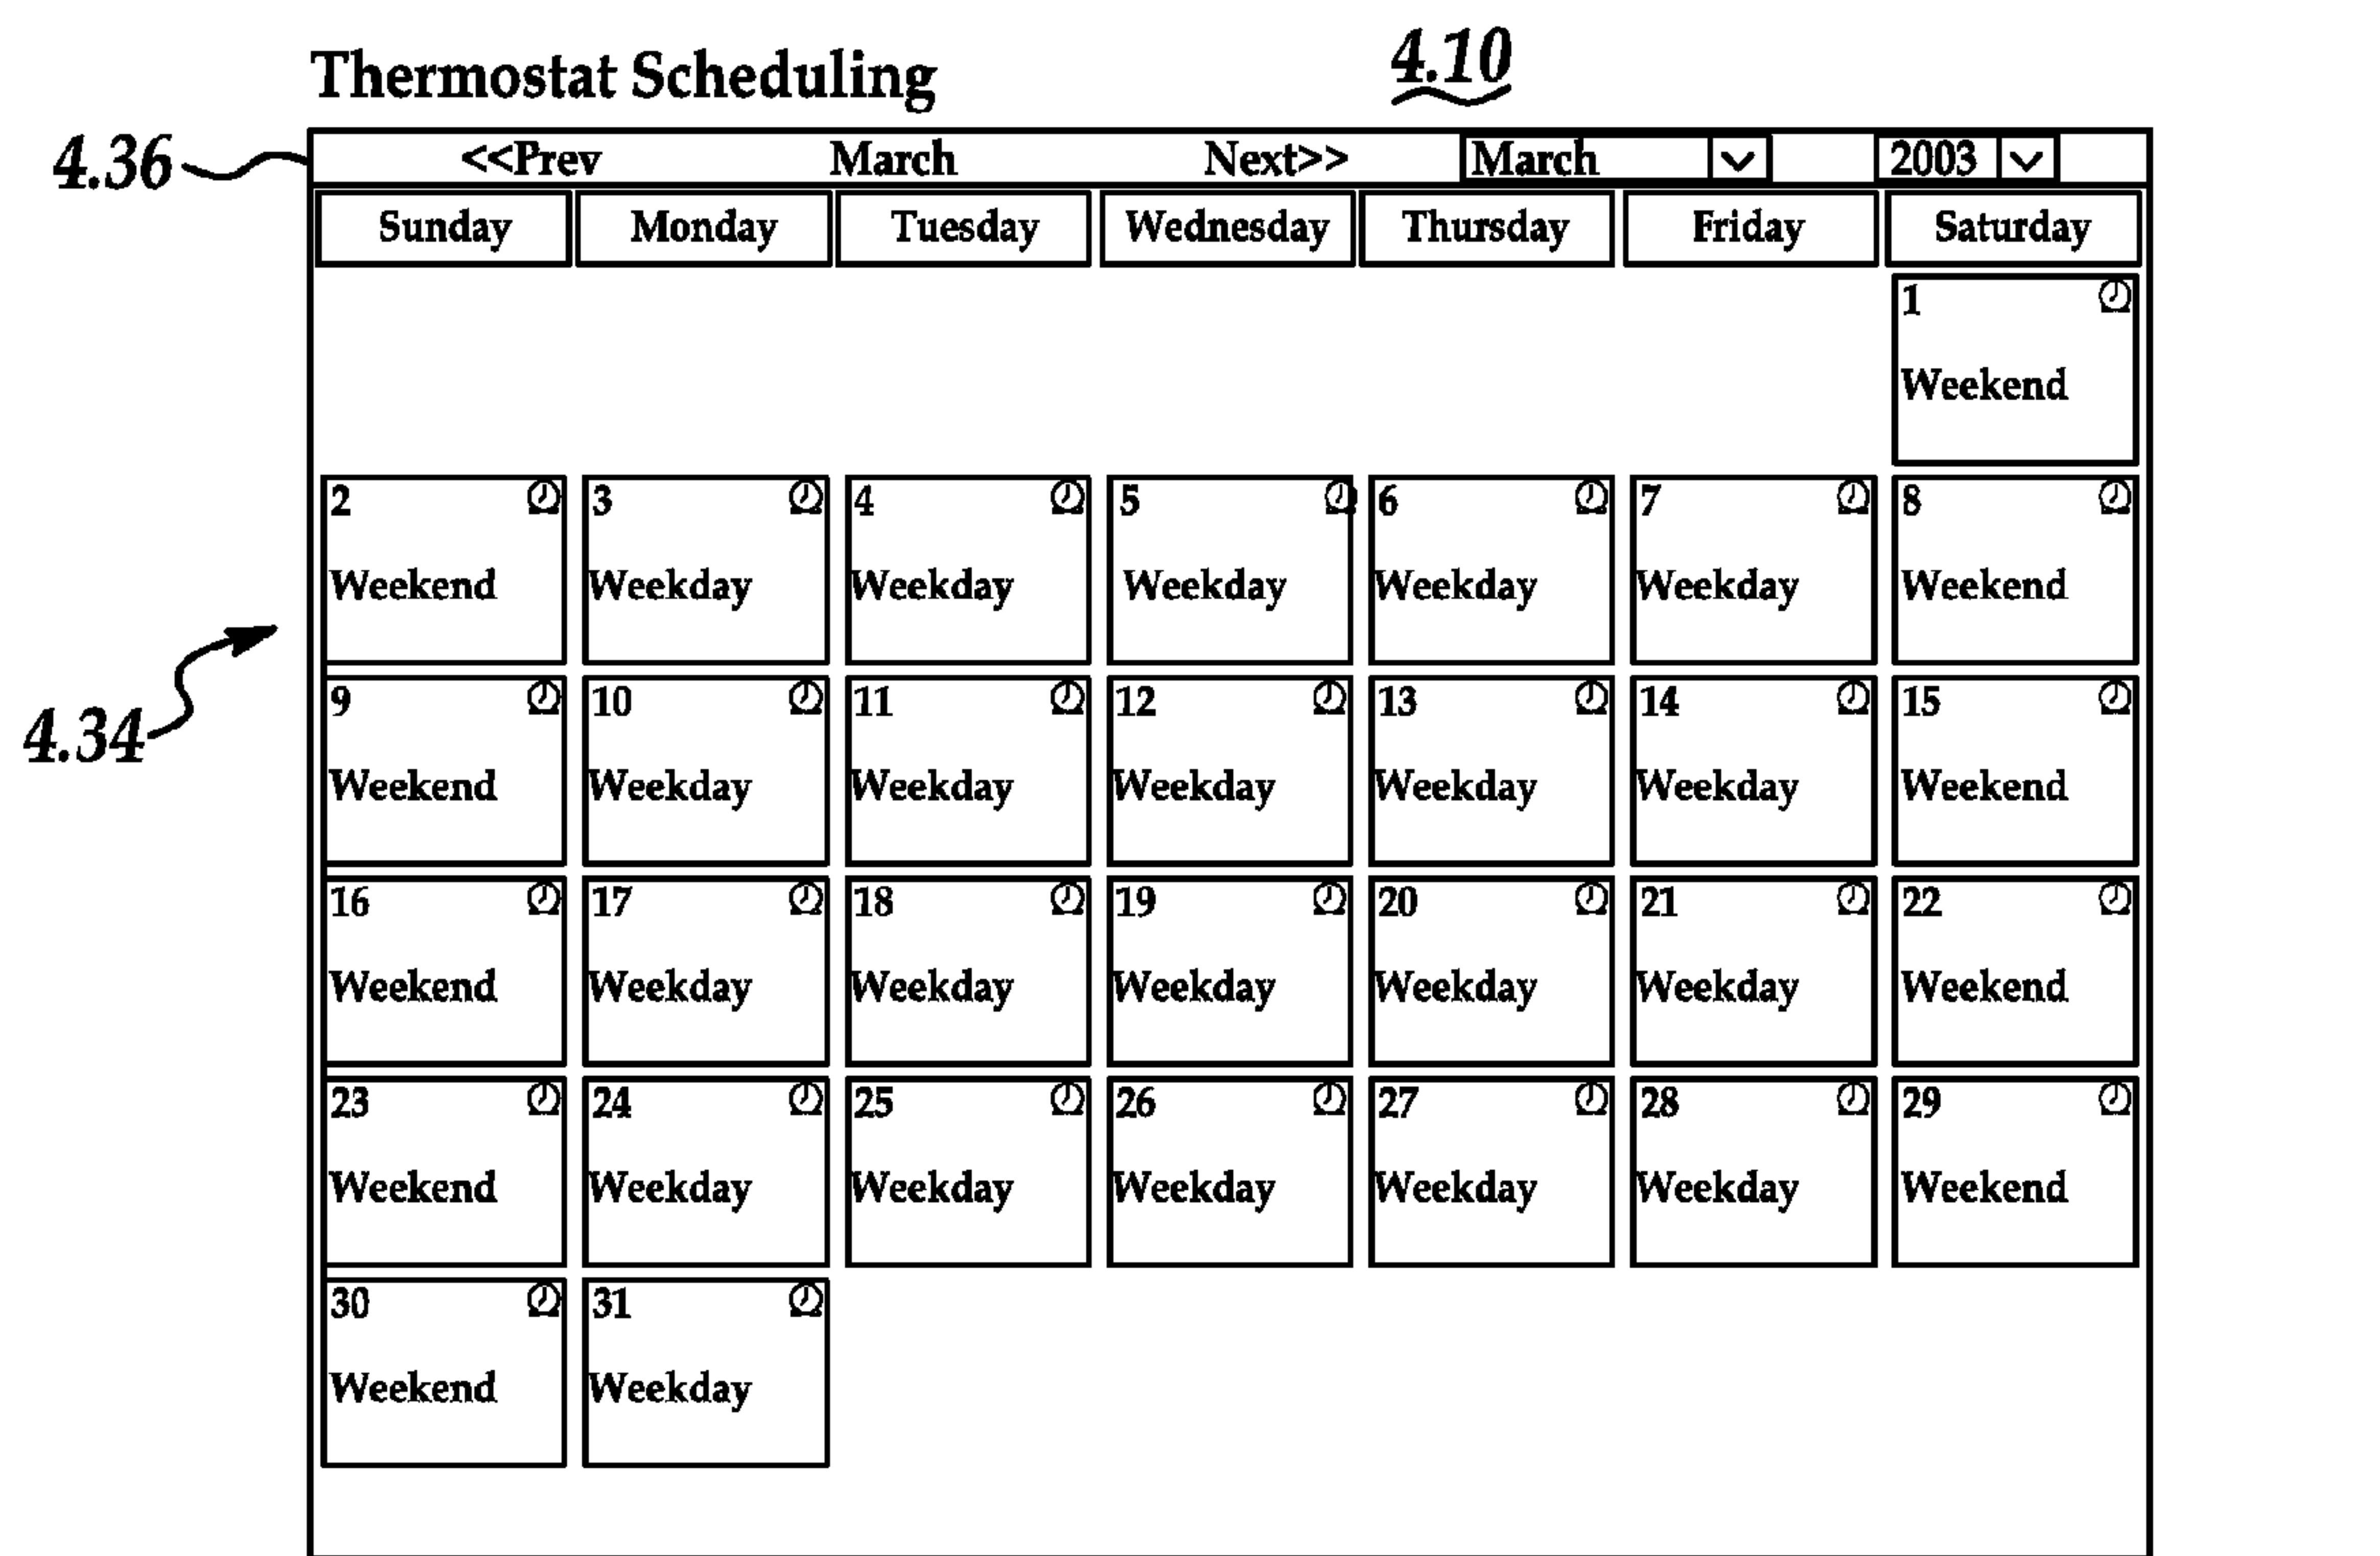 Thermostat Scheduling 4.10
4.36 <<Prev March Next>> March 2003
Sunday Monday Tuesday Wednesday Thursday Friday Saturday
1
Weekend
2 3 4 5 6 7 8
Weekend Weekday Weekday Weekday Weekday Weekday Weekend
4.34
9 10 11 12 13 14 15
Weekend Weekday Weekday Weekday Weekday Weekday Weekend
16 17 18 19 20 21 22
Weekend Weekday Weekday Weekday Weekday Weekday Weekend
23 24 25 26 27 28 29
Weekend Weekday Weekday Weekday Weekday Weekday Weekend
30 31
Weekend Weekday